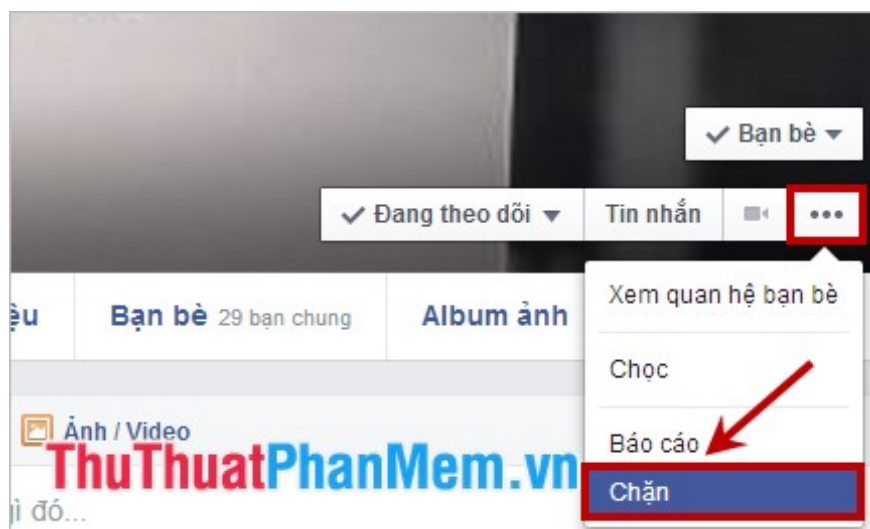 Bạn bè
Đang theo dõi Tin nhắn
Xem quan hệ bạn bè
ệu Bạn bè 29 bạn chung Album ảnh
Chọc
Ảnh / Video
Báo cáo
ThuThuatPhanMem.vn
Chặn
gì đó...